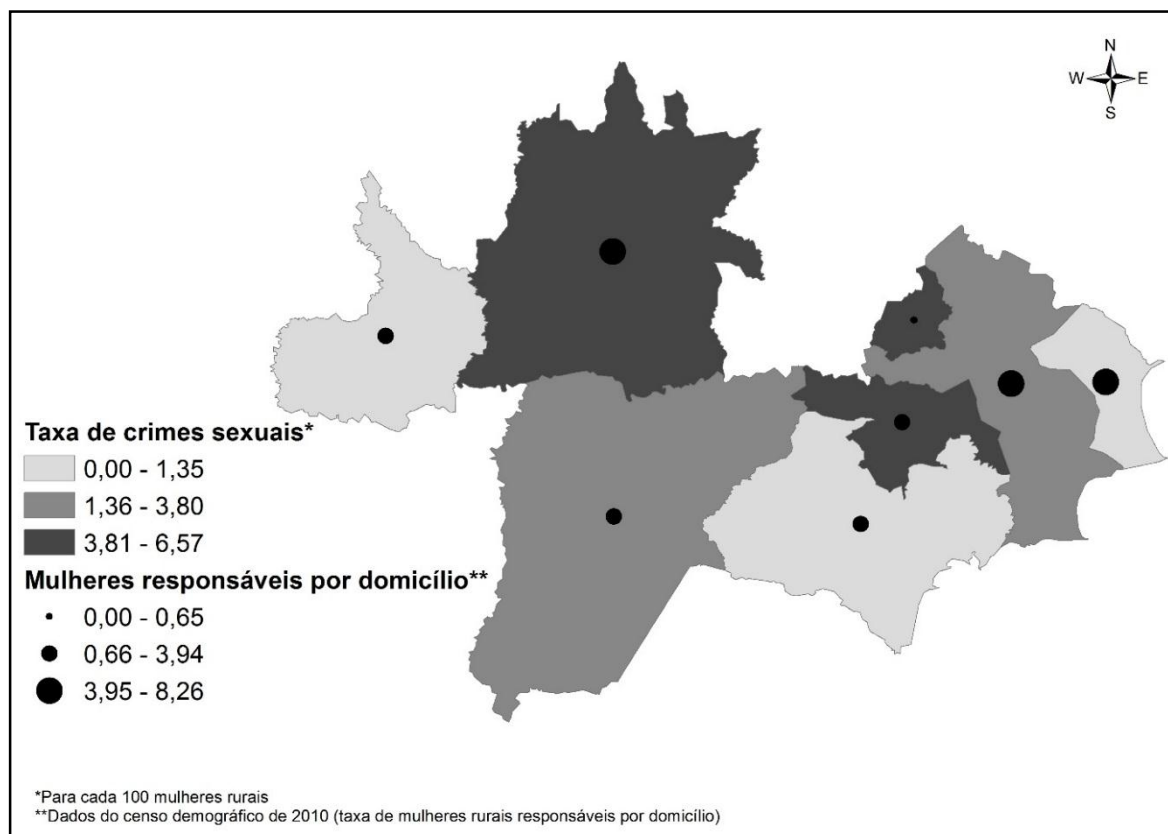 N
W E
S
Taxa de crimes sexuais*
0,00 - 1,35
1,36 - 3,80
3,81 - 6,57
Mulheres responsáveis por domicílio**
0,00 - 0,65
0,66 - 3,94
3,95 - 8,26
*Para cada 100 mulheres rurais
**Dados do censo demográfico de 2010 (taxa de mulheres rurais responsáveis por domicílio)